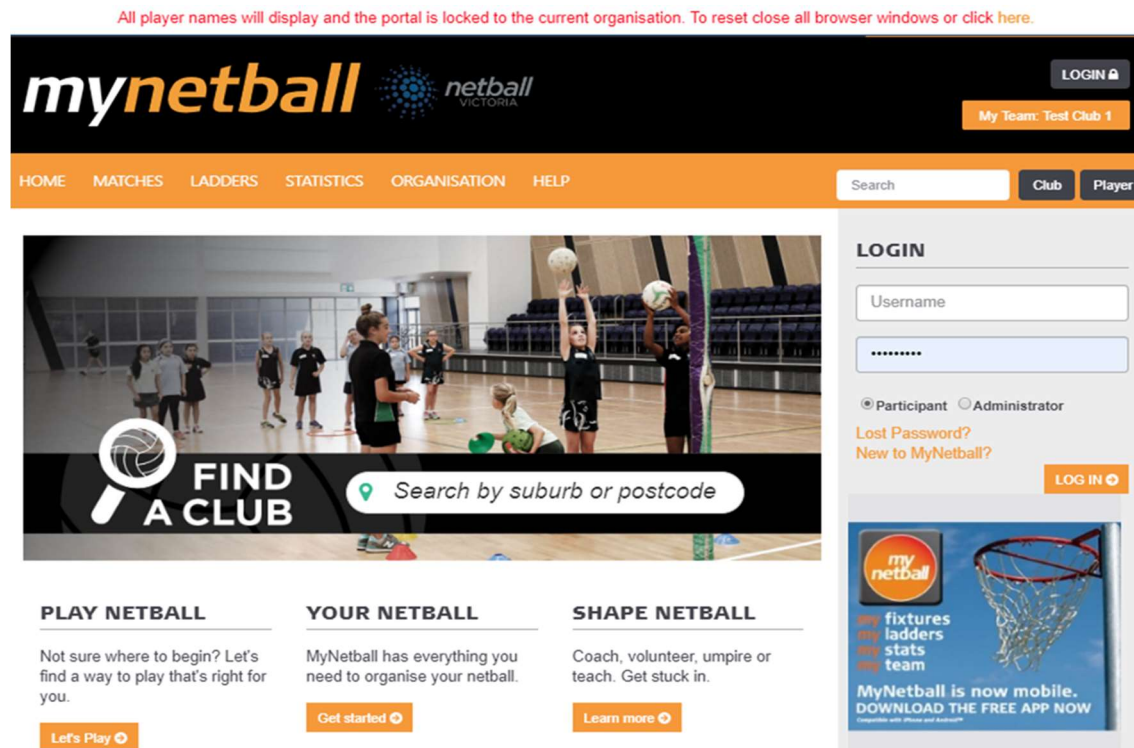 All player names will display and the portal is locked to the current organisation. To reset close all browser windows or click here.
mynetball
netball
VICTORIA
LOGIN
My Team: Test Club 1
HOME MATCHES LADDERS STATISTICS ORGANISATION HELP
Search Club Player
LOGIN
Username
•••••••••
Participant Administrator
Lost Password?
New to MyNetball?
LOG IN
FIND
A CLUB
Search by suburb or postcode
my
netball
my fixtures
my ladders
my stats
my team
MyNetball is now mobile.
DOWNLOAD THE FREE APP NOW
Compatible with iPhone and Android™
PLAY NETBALL
Not sure where to begin? Let's
find a way to play that's right for
you.
Let's Play
YOUR NETBALL
MyNetball has everything you
need to organise your netball.
Get started
SHAPE NETBALL
Coach, volunteer, umpire or
teach. Get stuck in.
Learn more